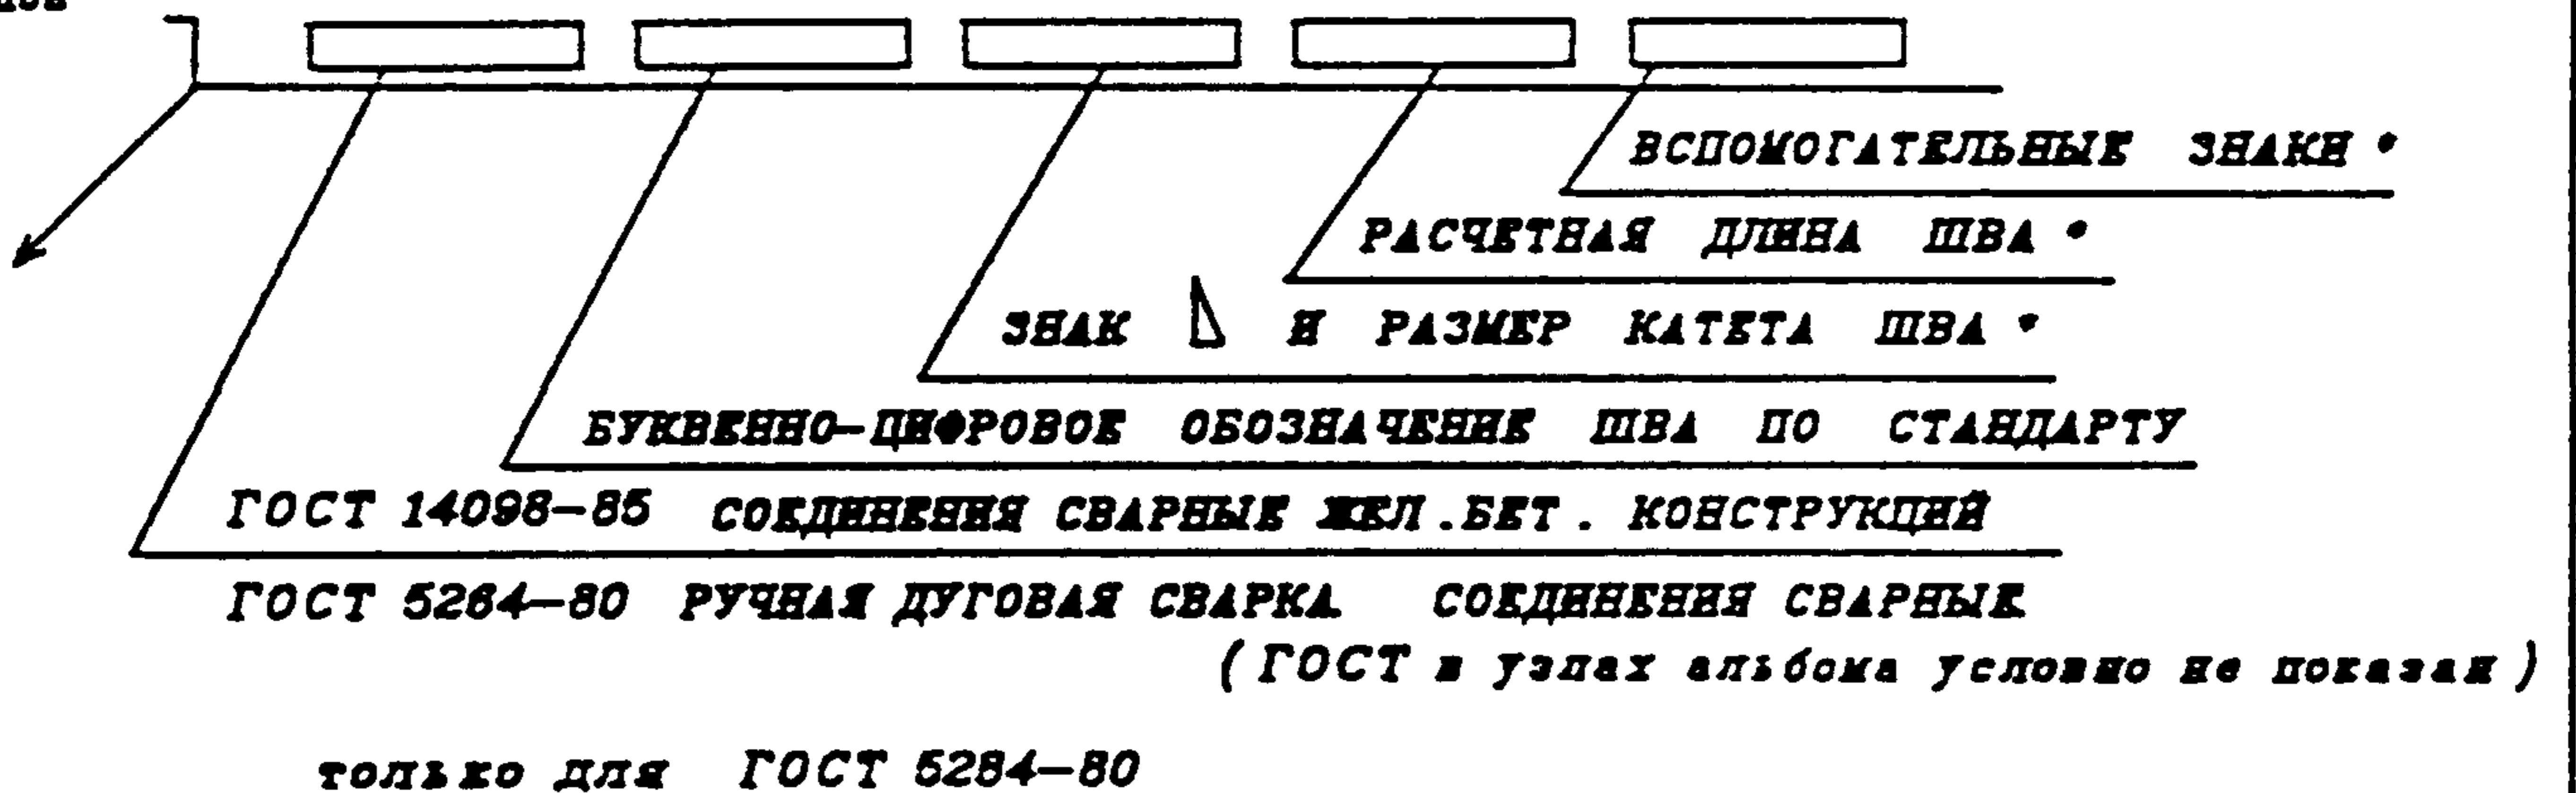 ВСПОМОГАТЕЛЬНЫЕ ЗНАКИ •
РАСЧЕТНАЯ ДЛИНА ШВА •
ЗНАК И РАЗМЕР КАТЕТА ШВА •
БУКВЕННО-ЦИФРОВОЕ ОБОЗНАЧЕНИЕ ШВА ПО СТАНДАРТУ
ГОСТ 14098-85 СОЕДИНЕНИЯ СВАРНЫЕ ЖЕЛ.БЕТ. КОНСТРУКЦИЙ
ГОСТ 5264-80 РУЧНАЯ ДУГОВАЯ СВАРКА СОЕДИНЕНИЯ СВАРНЫЕ
(ГОСТ в узлах альбома условно не показан)
только для ГОСТ 5264-80